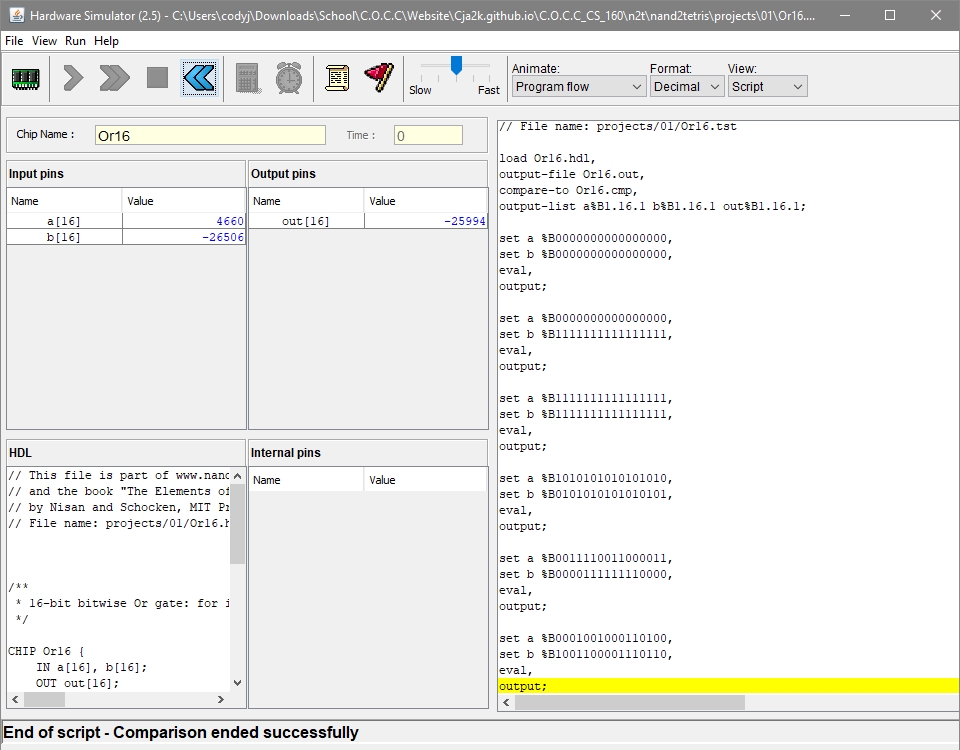 Hardware Simulator (2.5) - C:\Users\codyj\Downloads\School\C.O.C.C\Website\Cja2k.github.io\C.O.C.C_CS_160\n2t\nand2tetris\projects\01\Or16....
File View Run Help
Slow Fast
Animate: Format: View:
Program flow Decimal Script
Chip Name : Or16 Time : 0
Input pins
Name Value
a[16] 4660
b[16] -26506
Output pins
Name Value
out[16] -25994
HDL
// This file is part of www.nand
// and the book "The Elements of
// by Nisan and Schocken, MIT Pr
// File name: projects/01/Or16.h
/**
* 16-bit bitwise Or gate: for i
*/
CHIP Or16 {
IN a[16], b[16];
OUT out[16];
Internal pins
Name Value
// File name: projects/01/Or16.tst
load Or16.hdl,
output-file Or16.out,
compare-to Or16.cmp,
output-list a%B1.16.1 b%B1.16.1 out%B1.16.1;
set a %B0000000000000000,
set b %B0000000000000000,
eval,
output;
set a %B0000000000000000,
set b %B1111111111111111,
eval,
output;
set a %B1111111111111111,
set b %B1111111111111111,
eval,
output;
set a %B1010101010101010,
set b %B0101010101010101,
eval,
output;
set a %B0011110011000011,
set b %B0000111111110000,
eval,
output;
set a %B0001001000110100,
set b %B1001100001110110,
eval,
output;
End of script - Comparison ended successfully